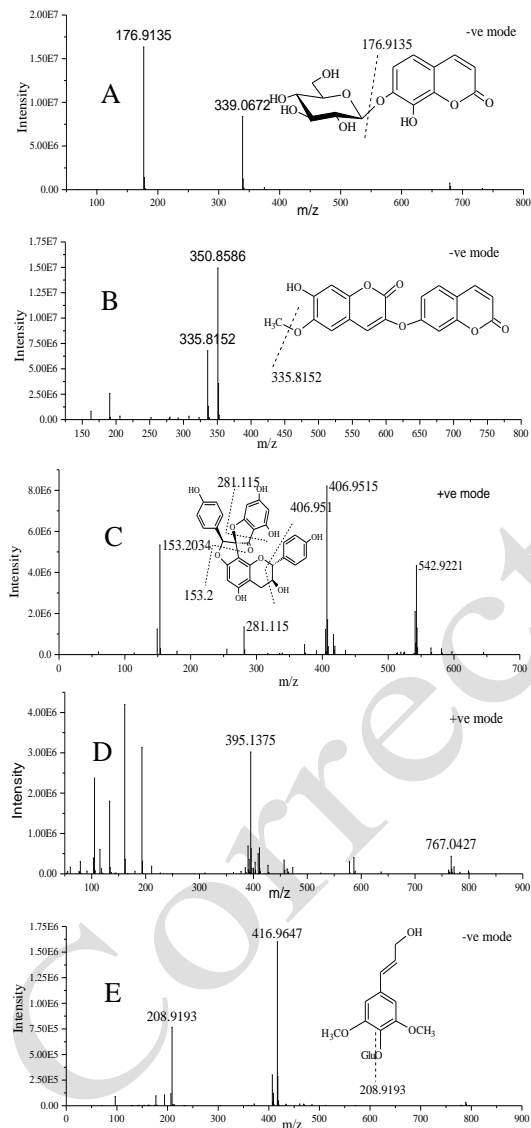 2.0E7
1.5E7
1.0E7
5.0E6
0.00
Intensity
A
176.9135
339.0672
-ve mode
176.9135
OH
HO
HO
OH
O
O
HO
O
O
100 200 300 400 500 600 700 800
m/z
1.75E7
1.50E7
1.25E7
1.00E7
7.50E6
5.00E6
2.50E6
0.00
Intensity
B
350.8586
335.8152
-ve mode
HO
O
O
H₃C
O
O
O
O
335.8152
150 200 250 300 350 400 450 500 550 600 650 700 750 800
m/z
8.0E6
6.0E6
4.0E6
2.0E6
0.00
Intensity
C
+ve mode
281.115
OH
HO
OH
406.951
406.9515
O
O
OH
O
O
153.2034
153.2
OH
OH
281.115
542.9221
0 100 200 300 400 500 600 700
m/z
4.00E6
3.00E6
2.00E6
1.00E6
0.00
Intensity
D
+ve mode
395.1375
767.0427
100 200 300 400 500 600 700 800 900
m/z
1.75E6
1.50E6
1.25E6
1.00E6
7.50E5
5.00E5
2.50E5
0.00
Intensity
E
416.9647
208.9193
-ve mode
OH
H₃CO
OCH₃
GluO
208.9193
0 100 200 300 400 500 600 700 800 900
m/z
Correct